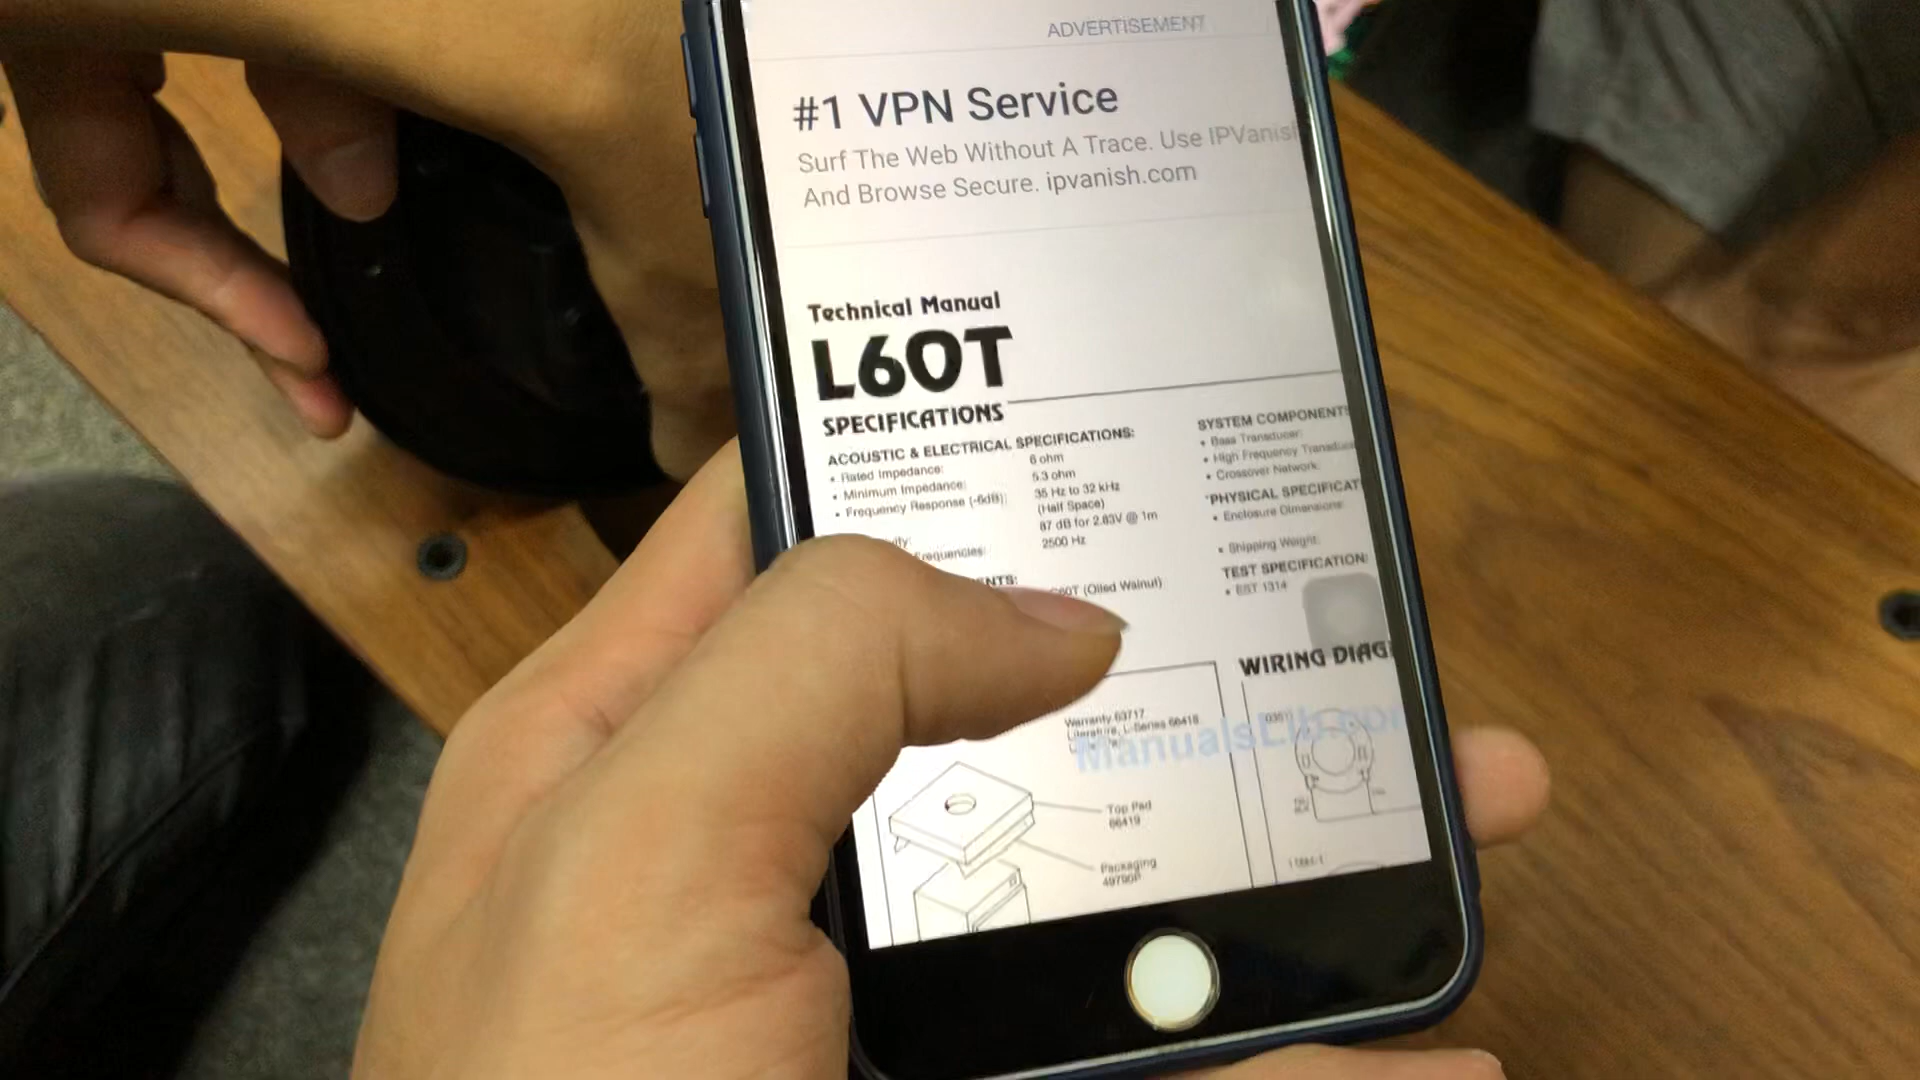 ADVERTISEMENT
#1 VPN Service
Surf The Web Without A Trace. Use IPVanish
And Browse Secure. ipvanish.com
Technical Manual
L60T
SPECIFICATIONS
ACOUSTIC & ELECTRICAL SPECIFICATIONS:
• Rated Impedance: 6 ohm
• Minimum Impedance: 5.3 ohm
• Frequency Response (-6dB): 35 Hz to 32 kHz
(Half Space)
87 dB for 2.83V @ 1m
2500 Hz
(Oiled Walnut)
SYSTEM COMPONENTS
• Bass Transducer:
• High Frequency Transduc
• Crossover Network:
*PHYSICAL SPECIFICAT
• Enclosure Dimensions:
• Shipping Weight:
TEST SPECIFICATION:
• EST 1314
Warranty 63717
Literature, L-Series 66418
ManualsLib.com
Top Pad
66419
Packaging
49790P
WIRING DIAG